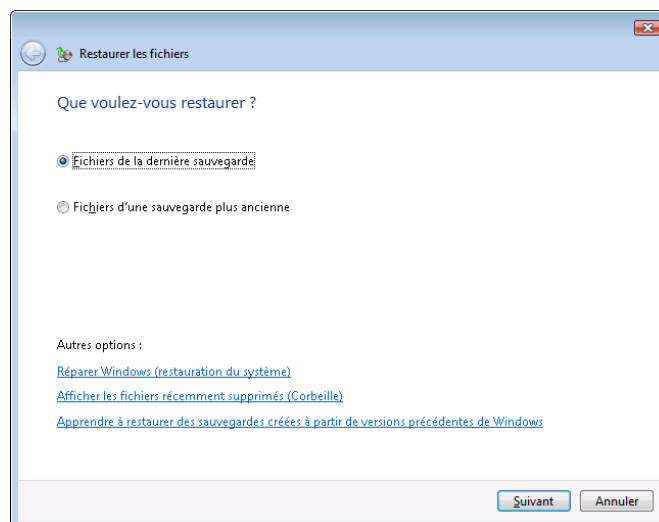 Restaurer les fichiers
Que voulez-vous restaurer ?
Fichiers de la dernière sauvegarde
Fichiers d'une sauvegarde plus ancienne
Autres options :
Réparer Windows (restauration du système)
Afficher les fichiers récemment supprimés (Corbeille)
Apprendre à restaurer des sauvegardes créées à partir de versions précédentes de Windows
Suivant Annuler